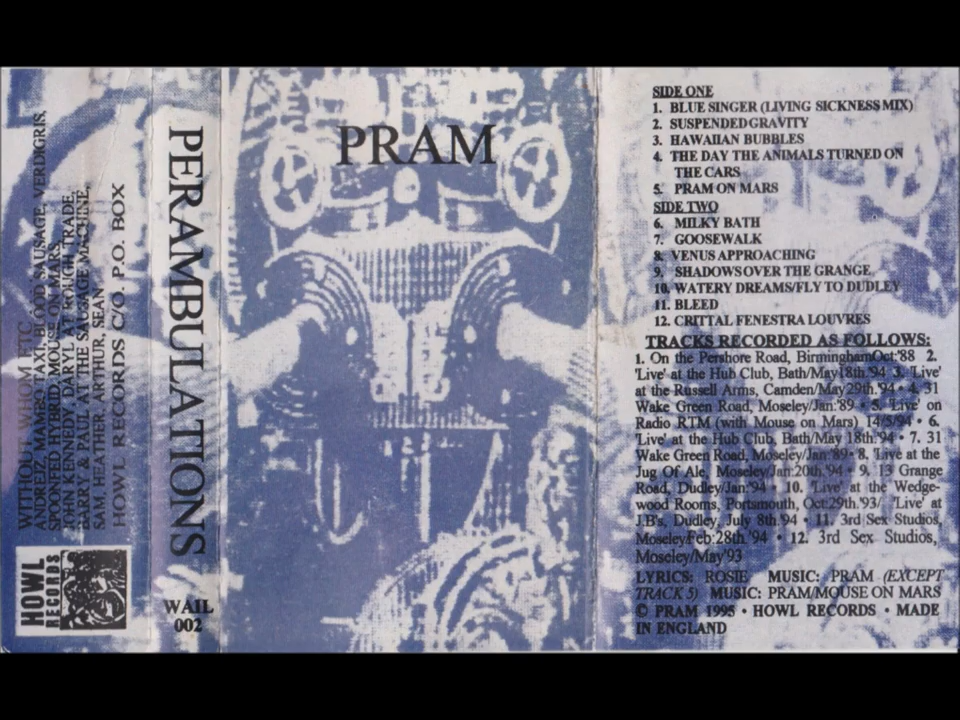 WITHOUT WHOM ETC.
ANDREIZ, MAMBO TAXI, BLOOD SAUSAGE, VERDIGRIS,
SPOONFED HYBRID, MOUSE ON MARS,
JOHN KENNEDY, DARYL AT ROUGH TRADE,
BARRY & PAUL AT THE SAUSAGE MACHINE,
SAM, HEATHER, ARTHUR, SEAN
HOWL RECORDS C/O. P.O. BOX
HOWL
RECORDS
PERAMBULATIONS
WAIL
002
PRAM
SIDE ONE
1. BLUE SINGER (LIVING SICKNESS MIX)
2. SUSPENDED GRAVITY
3. HAWAIIAN BUBBLES
4. THE DAY THE ANIMALS TURNED ON
THE CARS
5. PRAM ON MARS
SIDE TWO
6. MILKY BATH
7. GOOSEWALK
8. VENUS APPROACHING
9. SHADOWS OVER THE GRANGE
10. WATERY DREAMS/FLY TO DUDLEY
11. BLEED
12. CRITTAL FENESTRA LOUVRES
TRACKS RECORDED AS FOLLOWS:
1. On the Pershore Road, Birmingham Oct:'88 2.
'Live' at the Hub Club, Bath/May18th.'94 3. 'Live'
at the Russell Arms, Camden/May29th.'94 • 4. 31
Wake Green Road, Moseley/Jan:'89 • 5. 'Live' on
Radio RTM (with Mouse on Mars) 14/5/94 • 6.
'Live' at the Hub Club, Bath/May 18th.'94 • 7. 31
Wake Green Road, Moseley/Jan:'89• 8. 'Live at the
Jug Of Ale, Moseley/Jan:20th.'94 • 9. 13 Grange
Road, Dudley/Jan:'94 • 10. 'Live' at the Wedge-
wood Rooms, Portsmouth, Oct:29th.'93/ 'Live' at
J.B's, Dudley, July 8th.'94 • 11. 3rd Sex Studios,
Moseley/Feb:28th.'94 • 12. 3rd Sex Studios,
Moseley/May'93
LYRICS: ROSIE MUSIC: PRAM (EXCEPT
TRACK 5) MUSIC: PRAM/MOUSE ON MARS
© PRAM 1995 • HOWL RECORDS • MADE
IN ENGLAND